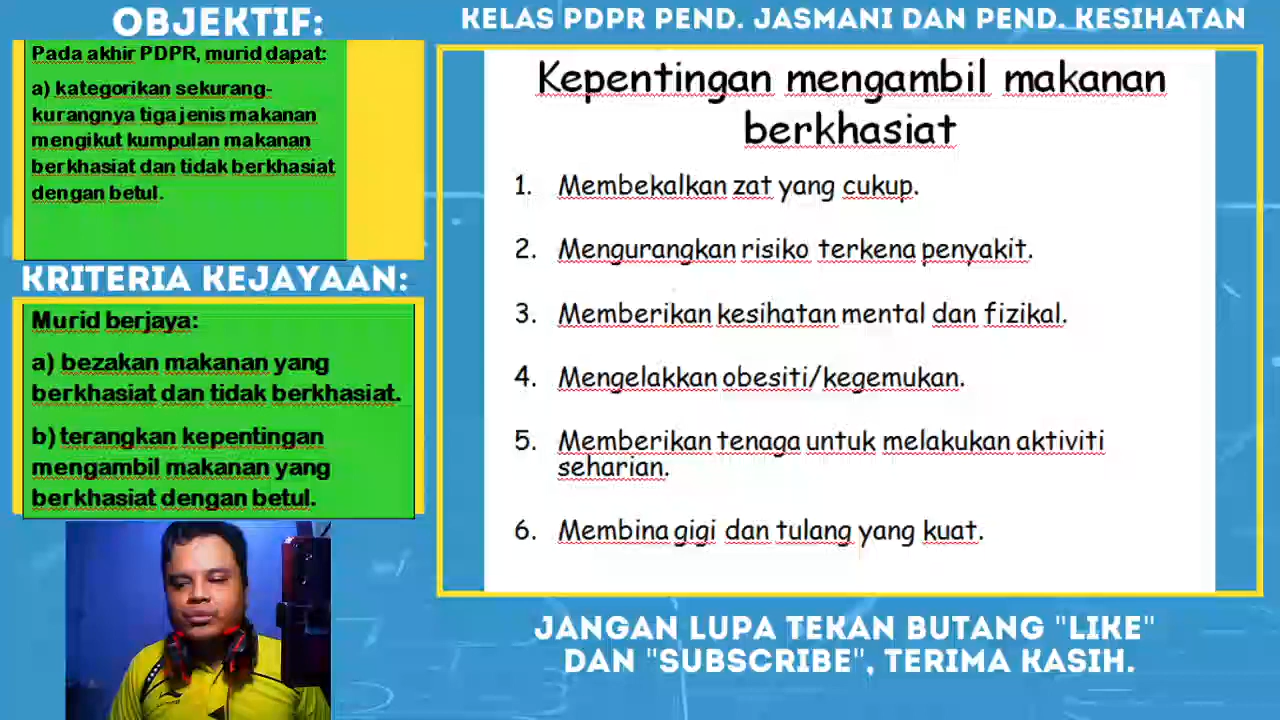 OBJEKTIF:
Pada akhir PDPR, murid dapat:
a) kategorikan sekurang-
kurangnya tiga jenis makanan
mengikut kumpulan makanan
berkhasiat dan tidak berkhasiat
dengan betul.
KRITERIA KEJAYAAN:
Murid berjaya:
a) bezakan makanan yang
berkhasiat dan tidak berkhasiat.
b) terangkan kepentingan
mengambil makanan yang
berkhasiat dengan betul.
KELAS PDPR PEND. JASMANI DAN PEND. KESIHATAN
Kepentingan mengambil makanan
berkhasiat
1. Membekalkan zat yang cukup.
2. Mengurangkan risiko terkena penyakit.
3. Memberikan kesihatan mental dan fizikal.
4. Mengelakkan obesiti/kegemukan.
5. Memberikan tenaga untuk melakukan aktiviti
seharian.
6. Membina gigi dan tulang yang kuat.
JANGAN LUPA TEKAN BUTANG "LIKE"
DAN "SUBSCRIBE", TERIMA KASIH.